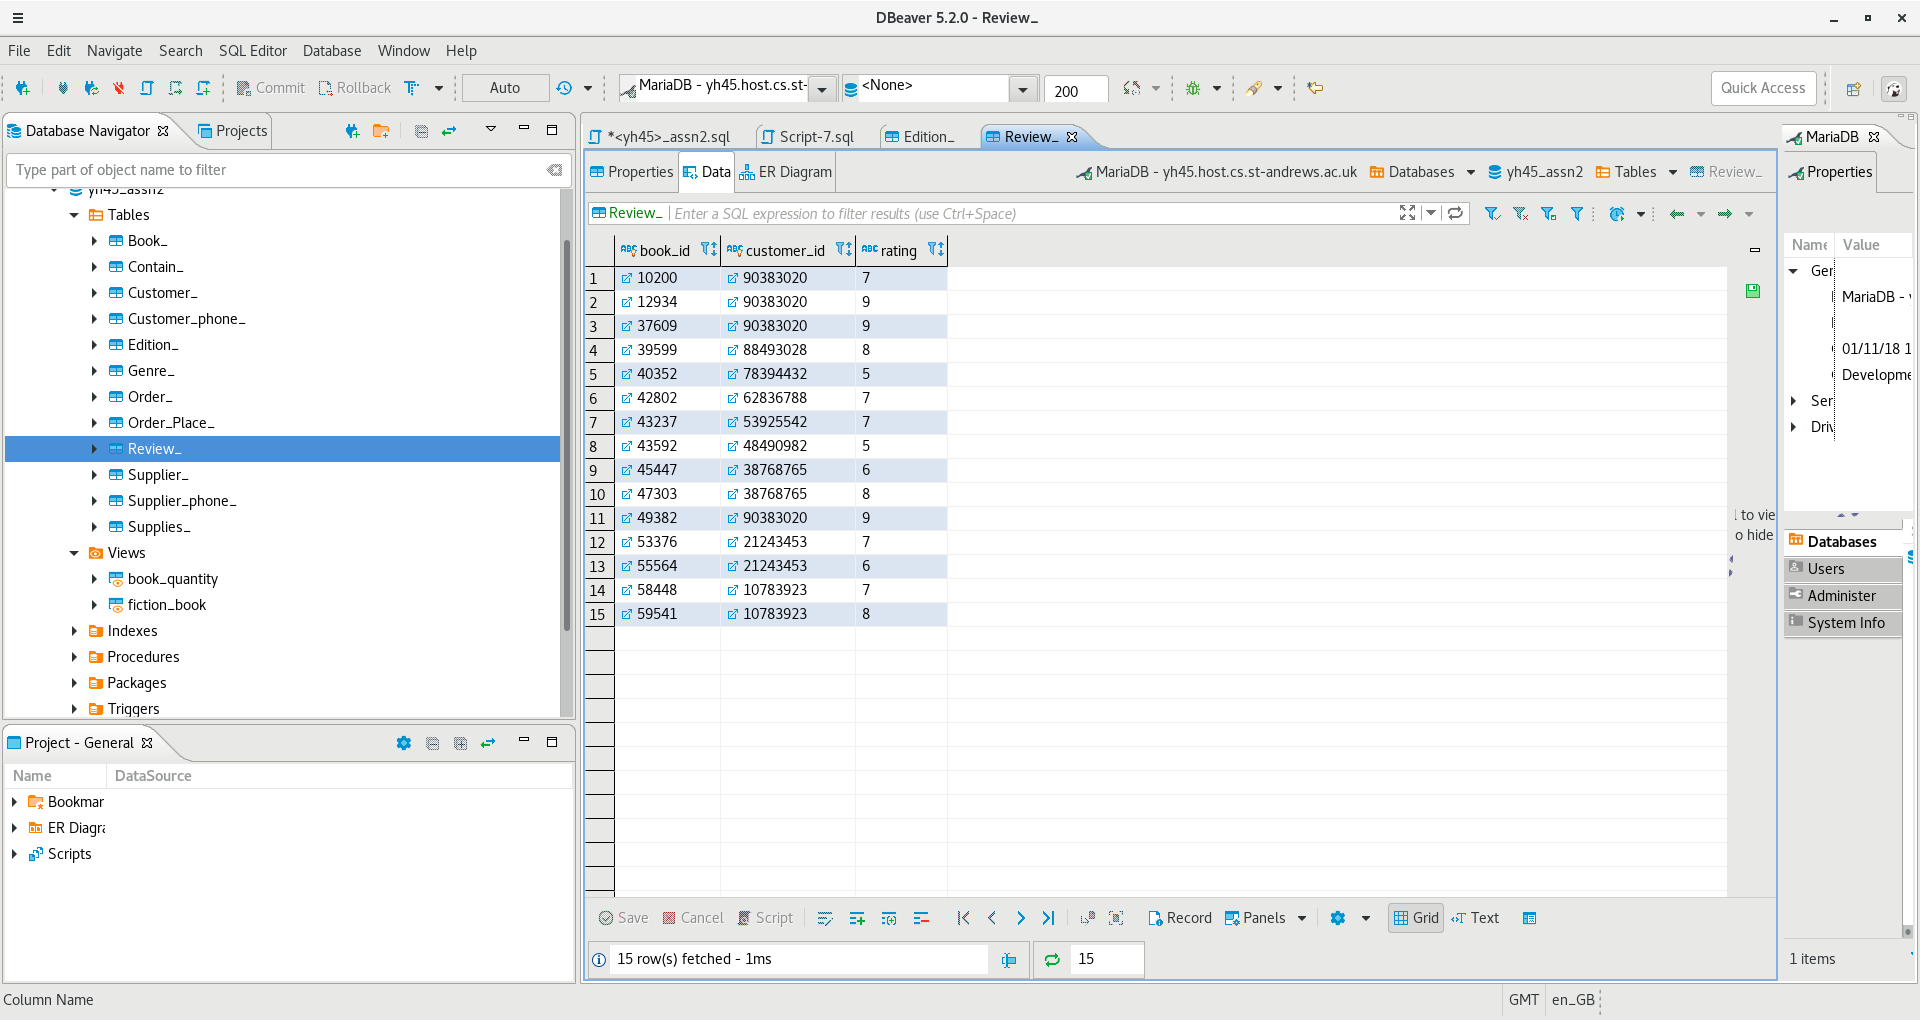 DBeaver 5.2.0 - Review_
File Edit Navigate Search SQL Editor Database Window Help
Commit Rollback Auto MariaDB - yh45.host.cs.st- <None> 200 Quick Access
Database Navigator Projects
Type part of object name to filter
yh45_assn2
Tables
Book_
Contain_
Customer_
Customer_phone_
Edition_
Genre_
Order_
Order_Place_
Review_
Supplier_
Supplier_phone_
Supplies_
Views
book_quantity
fiction_book
Indexes
Procedures
Packages
Triggers
Project - General
Name DataSource
Bookmar
ER Diagra
Scripts
*<yh45>_assn2.sql Script-7.sql Edition_ Review_
Properties Data ER Diagram MariaDB - yh45.host.cs.st-andrews.ac.uk Databases yh45_assn2 Tables Review_
Review_ Enter a SQL expression to filter results (use Ctrl+Space)
book_id customer_id rating
1 10200 90383020 7
2 12934 90383020 9
3 37609 90383020 9
4 39599 88493028 8
5 40352 78394432 5
6 42802 62836788 7
7 43237 53925542 7
8 43592 48490982 5
9 45447 38768765 6
10 47303 38768765 8
11 49382 90383020 9
12 53376 21243453 7
13 55564 21243453 6
14 58448 10783923 7
15 59541 10783923 8
to vie
o hide
Save Cancel Script Record Panels Grid Text
15 row(s) fetched - 1ms 15
MariaDB
Properties
Name Value
Ger
MariaDB -
01/11/18 1
Developme
Ser
Driv
Databases
Users
Administer
System Info
1 items
Column Name GMT en_GB